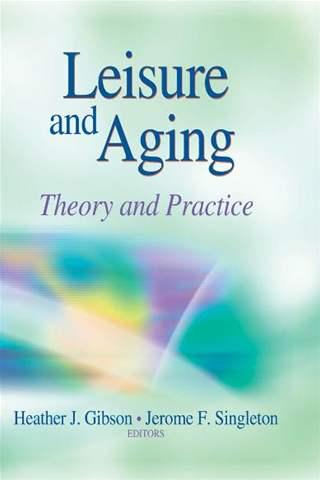 Leisure
and Aging
Theory and Practice
Heather J. Gibson • Jerome F. Singleton
EDITORS